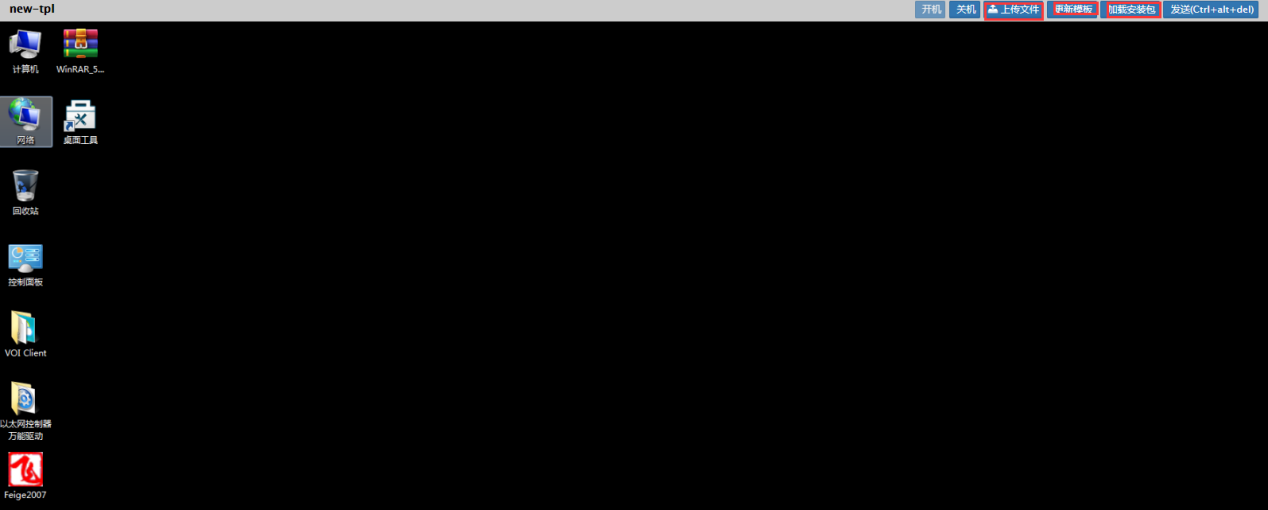 new-tpl
开机 关机 上传文件 更新模板 加载安装包 发送(Ctrl+alt+del)
计算机 WinRAR_5...
网络 桌面工具
回收站
控制面板
VOI Client
以太网控制器
万能驱动
Feige2007